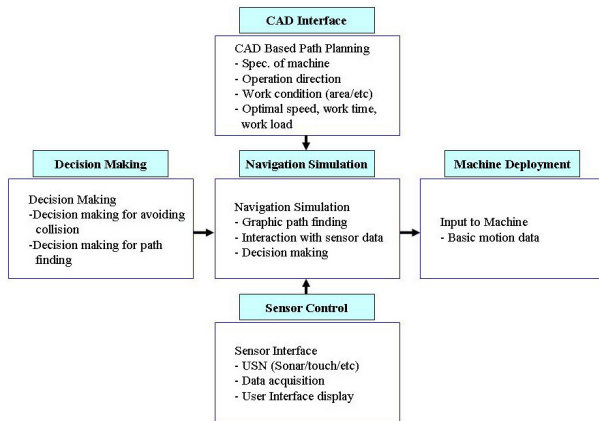 CAD Interface
CAD Based Path Planning
- Spec. of machine
- Operation direction
- Work condition (area/etc)
- Optimal speed, work time,
work load
Decision Making
Decision Making
-Decision making for avoiding
collision
-Decision making for path
finding
Navigation Simulation
Navigation Simulation
- Graphic path finding
- Interaction with sensor data
- Decision making
Machine Deployment
Input to Machine
- Basic motion data
Sensor Control
Sensor Interface
- USN (Sonar/touch/etc)
- Data acquisition
- User Interface display